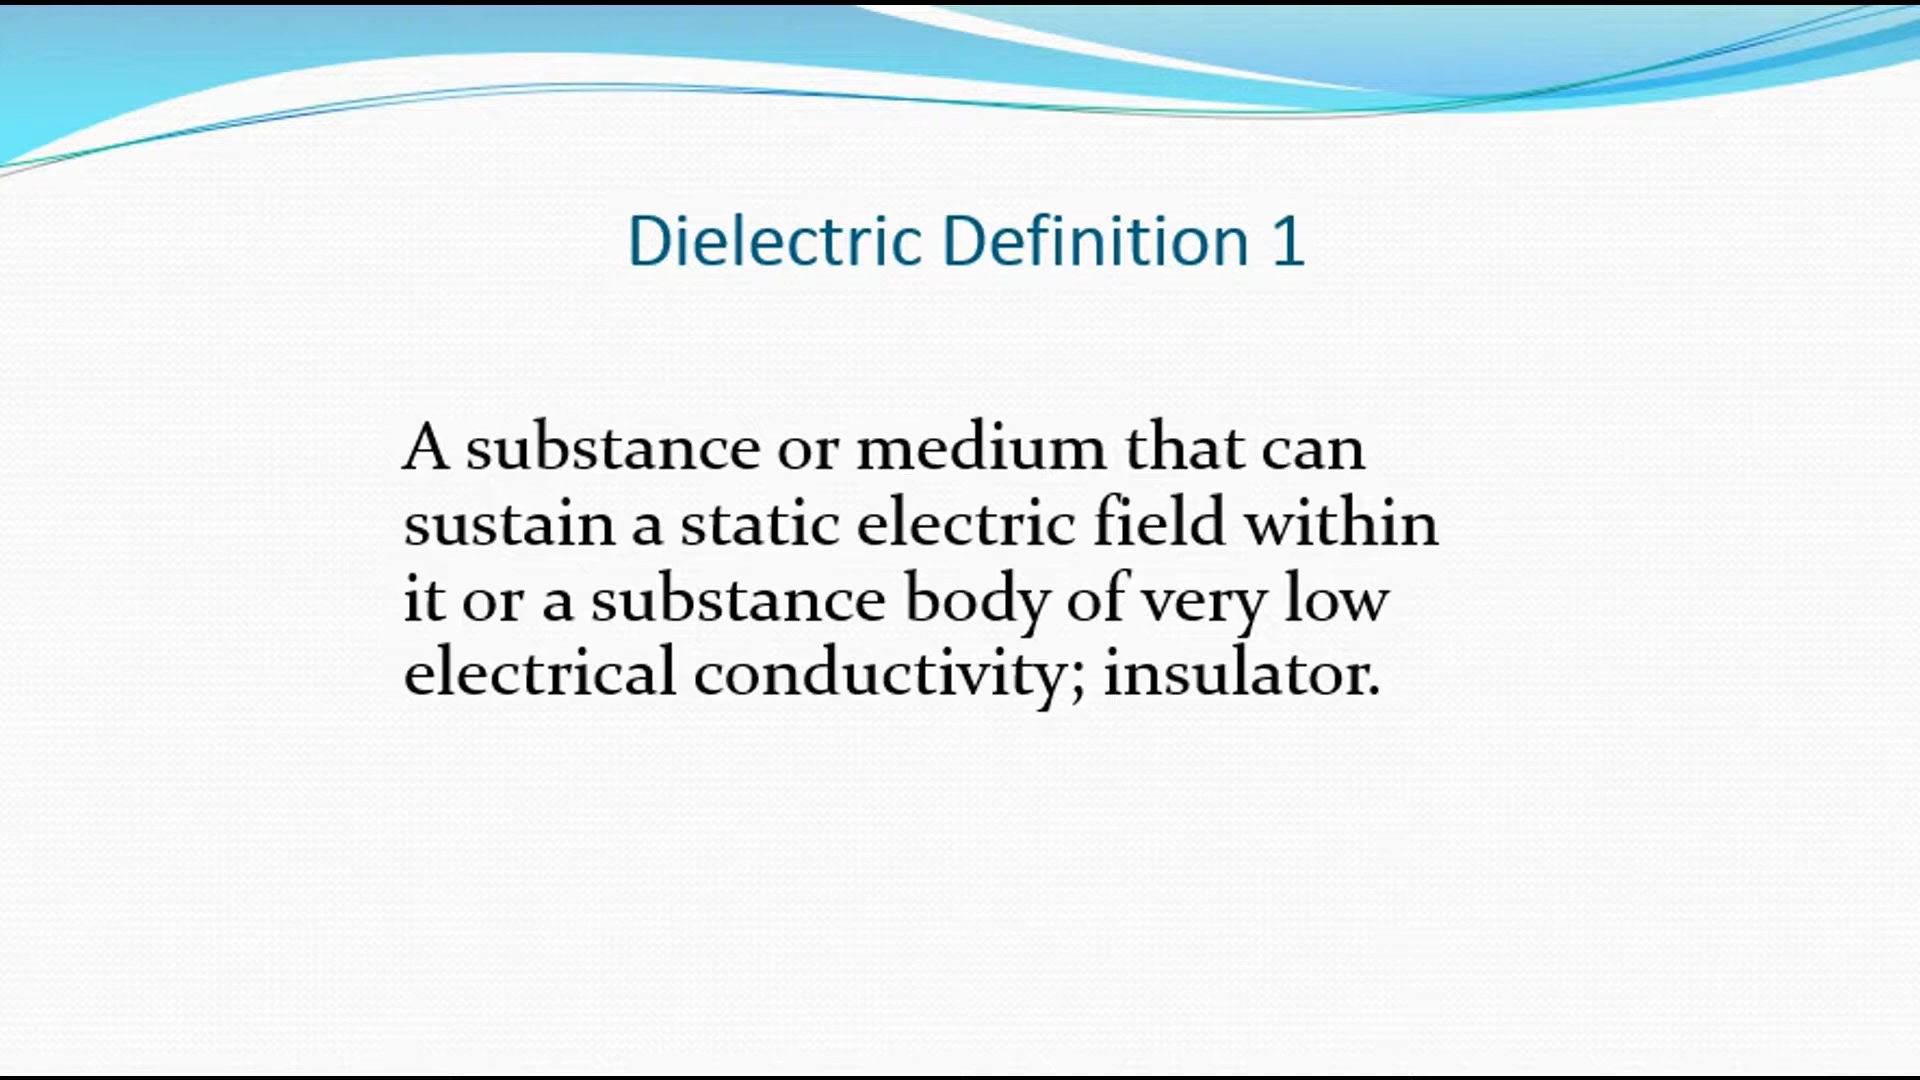 Dielectric Definition 1
A substance or medium that can
sustain a static electric field within
it or a substance body of very low
electrical conductivity; insulator.